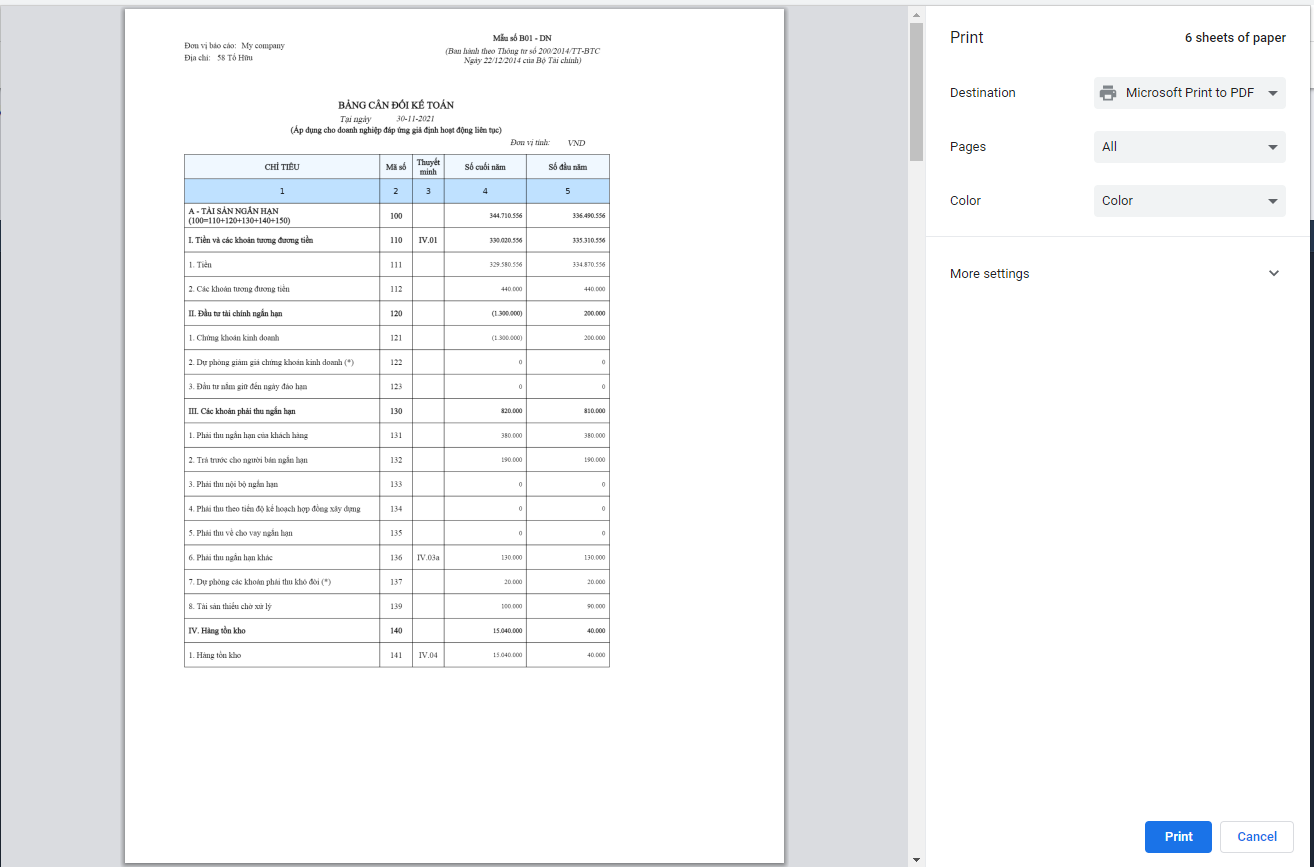 Đơn vị báo cáo: My company
Địa chỉ: 58 Tố Hữu
Mẫu số B01 - DN
(Ban hành theo Thông tư số 200/2014/TT-BTC
Ngày 22/12/2014 của Bộ Tài chính)
BẢNG CÂN ĐỐI KẾ TOÁN
Tại ngày 30-11-2021
(Áp dụng cho doanh nghiệp đáp ứng giả định hoạt động liên tục)
Đơn vị tính: VND
CHỈ TIÊU Mã số Thuyết minh Số cuối năm Số đầu năm
1 2 3 4 5
A - TÀI SẢN NGẮN HẠN
(100=110+120+130+140+150) 100 344.710.556 336.490.556
I. Tiền và các khoản tương đương tiền 110 IV.01 330.020.556 335.310.556
1. Tiền 111 329.580.556 334.870.556
2. Các khoản tương đương tiền 112 440.000 440.000
II. Đầu tư tài chính ngắn hạn 120 (1.300.000) 200.000
1. Chứng khoán kinh doanh 121 (1.300.000) 200.000
2. Dự phòng giảm giá chứng khoán kinh doanh (*) 122 0 0
3. Đầu tư nắm giữ đến ngày đáo hạn 123 0 0
III. Các khoản phải thu ngắn hạn 130 820.000 810.000
1. Phải thu ngắn hạn của khách hàng 131 380.000 380.000
2. Trả trước cho người bán ngắn hạn 132 190.000 190.000
3. Phải thu nội bộ ngắn hạn 133 0 0
4. Phải thu theo tiến độ kế hoạch hợp đồng xây dựng 134 0 0
5. Phải thu về cho vay ngắn hạn 135 0 0
6. Phải thu ngắn hạn khác 136 IV.03a 130.000 130.000
7. Dự phòng các khoản phải thu khó đòi (*) 137 20.000 20.000
8. Tài sản thiếu chờ xử lý 139 100.000 90.000
IV. Hàng tồn kho 140 15.040.000 40.000
1. Hàng tồn kho 141 IV.04 15.040.000 40.000
Print 6 sheets of paper
Destination Microsoft Print to PDF
Pages All
Color Color
More settings
Print Cancel